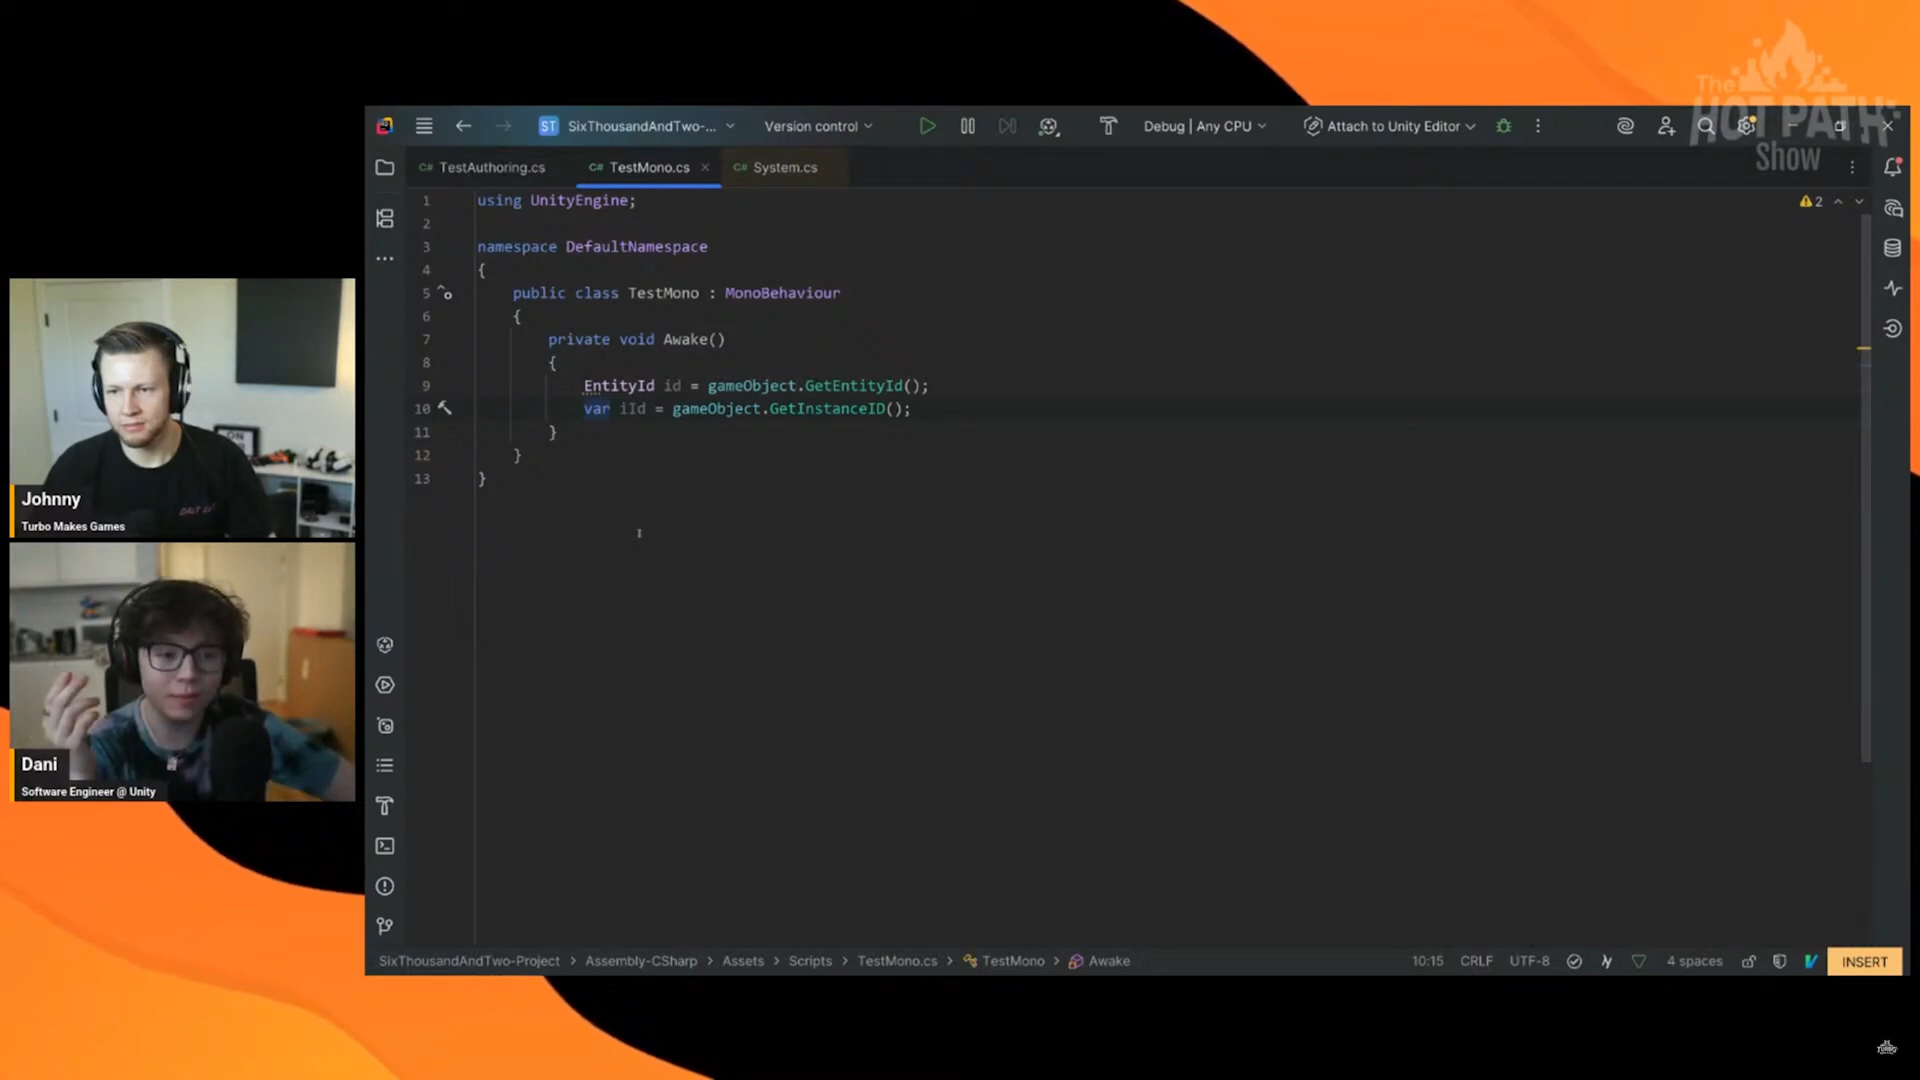 The
HOT PATH
Show
ST SixThousandAndTwo-... Version control Debug | Any CPU Attach to Unity Editor
C# TestAuthoring.cs C# TestMono.cs C# System.cs
2
1 using UnityEngine;
2
3 namespace DefaultNamespace
4 {
5 public class TestMono : MonoBehaviour
6 {
7 private void Awake()
8 {
9 EntityId id = gameObject.GetEntityId();
10 var iId = gameObject.GetInstanceID();
11 }
12 }
13 }
Johnny
Turbo Makes Games
Dani
Software Engineer @ Unity
SixThousandAndTwo-Project > Assembly-CSharp > Assets > Scripts > TestMono.cs > TestMono > Awake 10:15 CRLF UTF-8 4 spaces INSERT